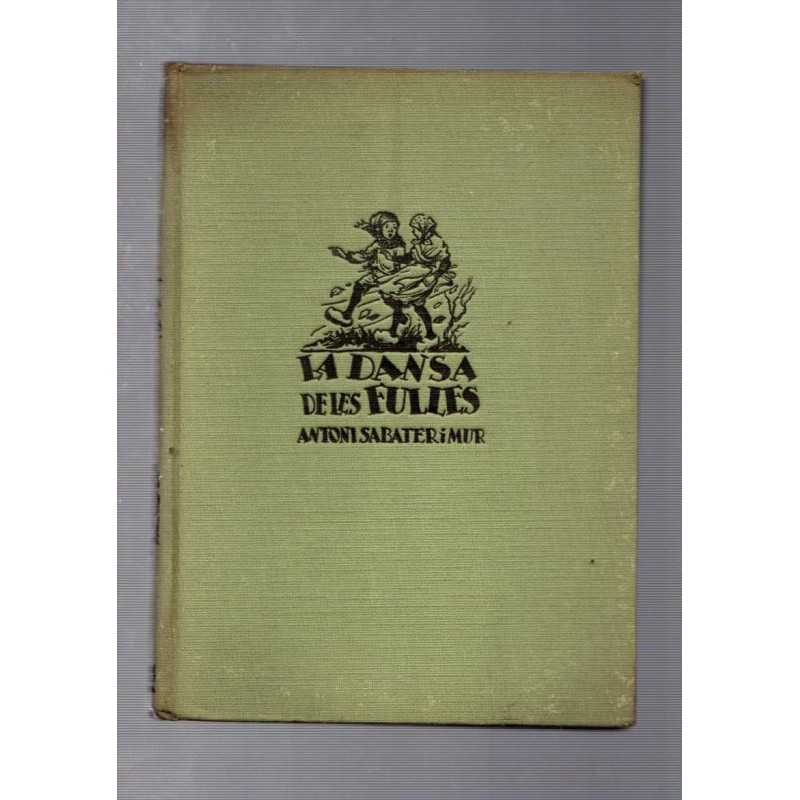 LA DANSA
DE LES FULLES
ANTONI SABATER i MUR